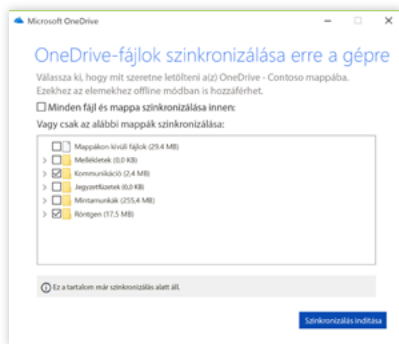 Microsoft OneDrive
OneDrive-fájlok szinkronizálása erre a gépre
Válassza ki, hogy mit szeretne letölteni a(z) OneDrive - Contoso mappába.
Ezekhez az elemekhez offline módban is hozzáférhet.
Minden fájl és mappa szinkronizálása innen:
Vagy csak az alábbi mappák szinkronizálása:
Mappákon kívüli fájlok (29.4 MB)
Mellékletek (0,0 KB)
Kommunikáció (2,4 MB)
Jegyzetfüzetek (0,0 KB)
Mintamunkák (255,4 MB)
Röntgen (17,5 MB)
Ez a tartalom már szinkronizálás alatt áll.
Szinkronizálás indítása